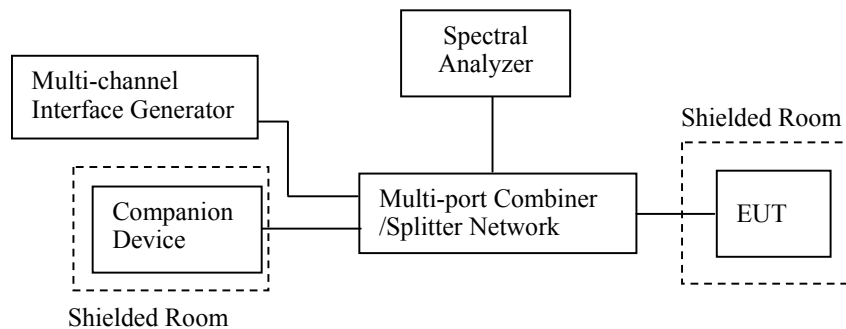 Spectral
Analyzer
Multi-channel
Interface Generator
Shielded Room
Multi-port Combiner
/Splitter Network
Companion
Device
EUT
Shielded Room